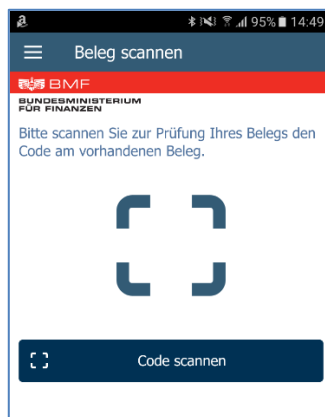 95% 14:49
Beleg scannen
BMF
BUNDESMINISTERIUM
FÜR FINANZEN
Bitte scannen Sie zur Prüfung Ihres Belegs den
Code am vorhandenen Beleg.
Code scannen